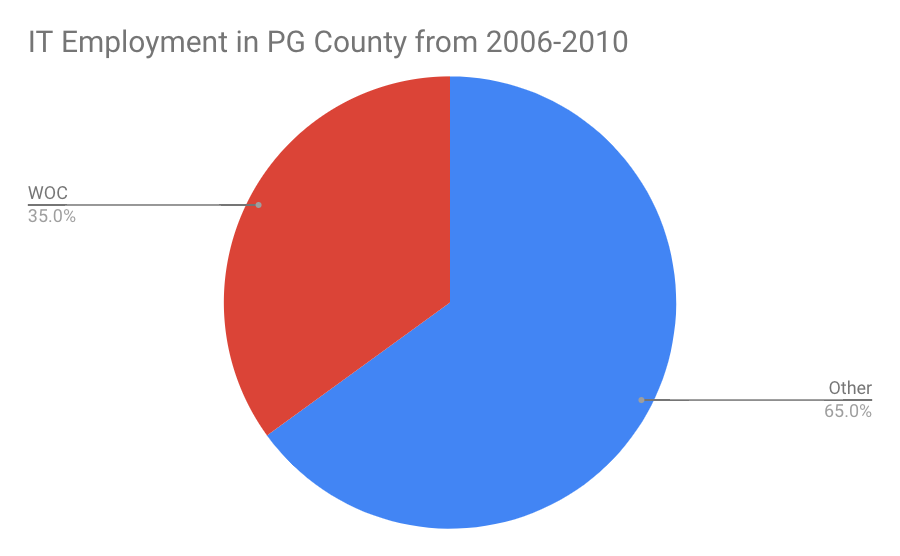 IT Employment in PG County from 2006-2010
WOC
35.0%
Other
65.0%